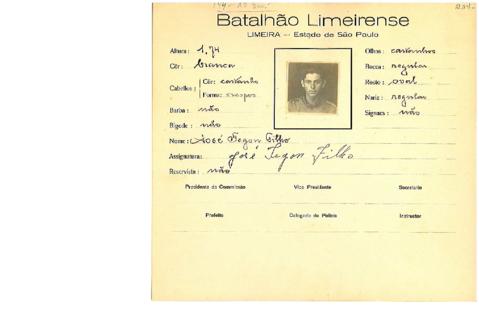 Batalhão Limeirense
LIMEIRA — Estado de São Paulo
Altura: 1,74
Olhos: castanhos
Côr: branca
Bocca: regular
Cabellos: Côr: castanho
Forma: crespos
Rosto: oval
Nariz: regular
Barba: não
Signaes: não
Bigode: não
Nome: José Fegon Filho
Assignatura: José Fegon Filho
Reservista: não
Presidente da Commissão
Vice Presidente
Secretario
Prefeito
Delegado de Policia
Instructor